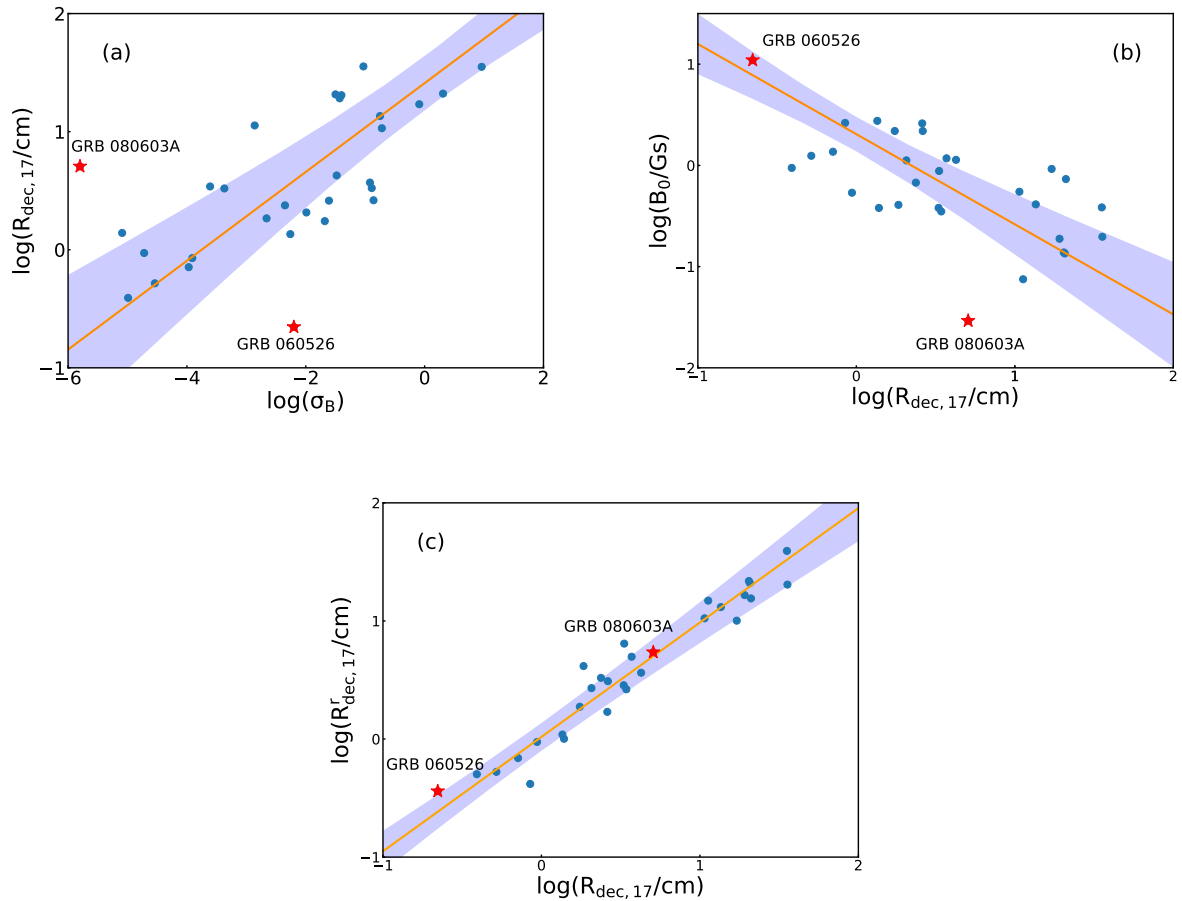 (a)
GRB 080603A
GRB 060526
2
1
0
−1
−6
−4
−2
0
2
log(R_dec, 17/cm)
log(σ_B)
(b)
GRB 060526
GRB 080603A
1
0
−1
−2
−1
0
1
2
log(B_0/Gs)
log(R_dec, 17/cm)
(c)
GRB 080603A
GRB 060526
2
1
0
−1
−1
0
1
2
log(R^r_dec, 17/cm)
log(R_dec, 17/cm)